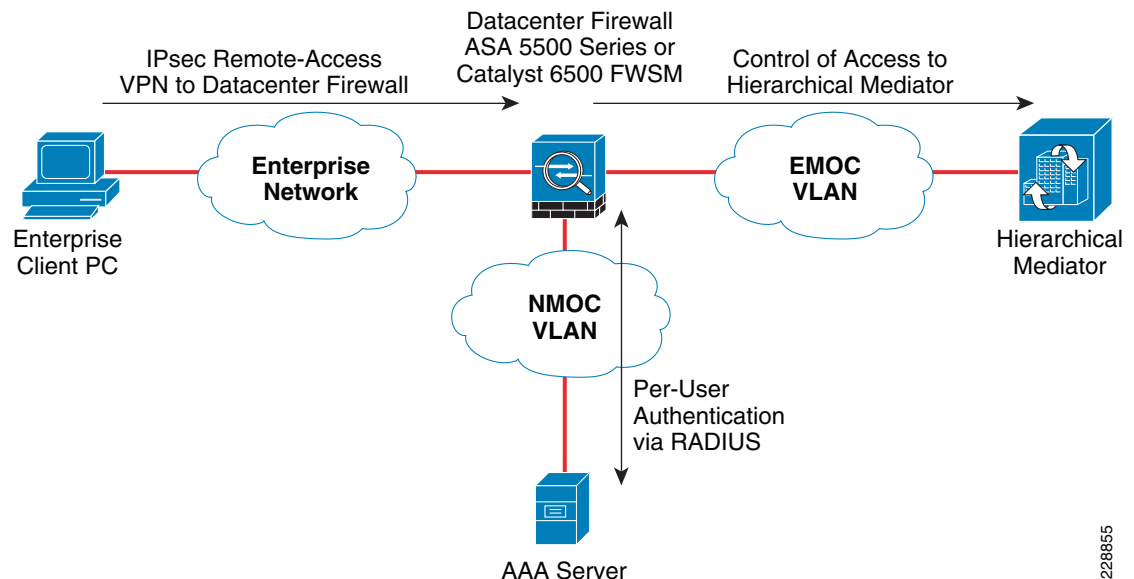 Datacenter Firewall
ASA 5500 Series or
Catalyst 6500 FWSM
IPsec Remote-Access
VPN to Datacenter Firewall
Control of Access to
Hierarchical Mediator
Enterprise
Network
EMOC
VLAN
Enterprise
Client PC
Hierarchical
Mediator
NMOC
VLAN
Per-User
Authentication
via RADIUS
AAA Server
228855